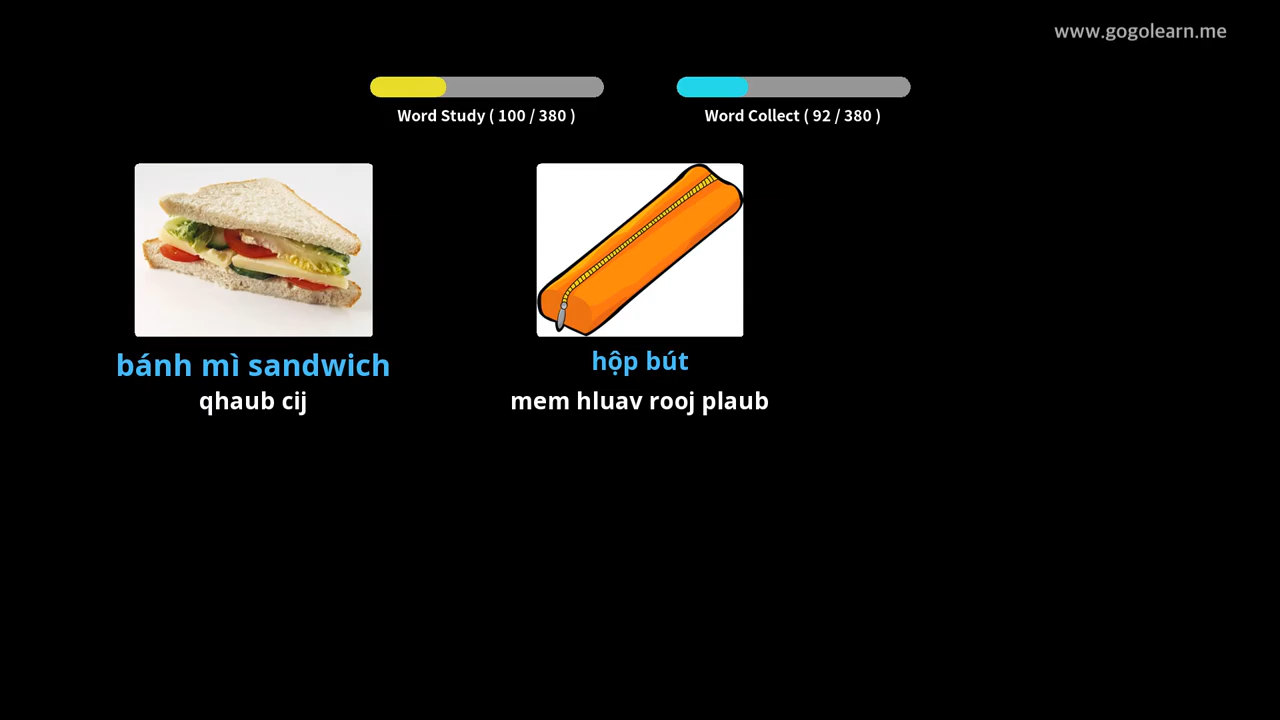 www.gogolearn.me
Word Study ( 100 / 380 )
Word Collect ( 92 / 380 )
bánh mì sandwich
qhaub cij
hộp bút
mem hluav rooj plaub